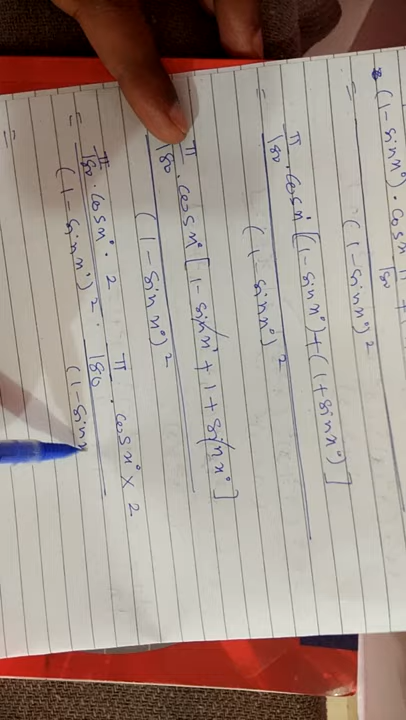 (1 - sin x°) · cos x π/180 +
= (1 - sin x°)²
= π/180 · cos x° [(1 - sin x°) + (1 + sin x°)]
(1 - sin x°)²
= π/180 · cos x° [1 - sin x° + 1 + sin x°]
(1 - sin x°)²
= π/180 · cos x° · 2 π/180 · cos x° × 2
(1 - sin x°)² · (1 - sin
=